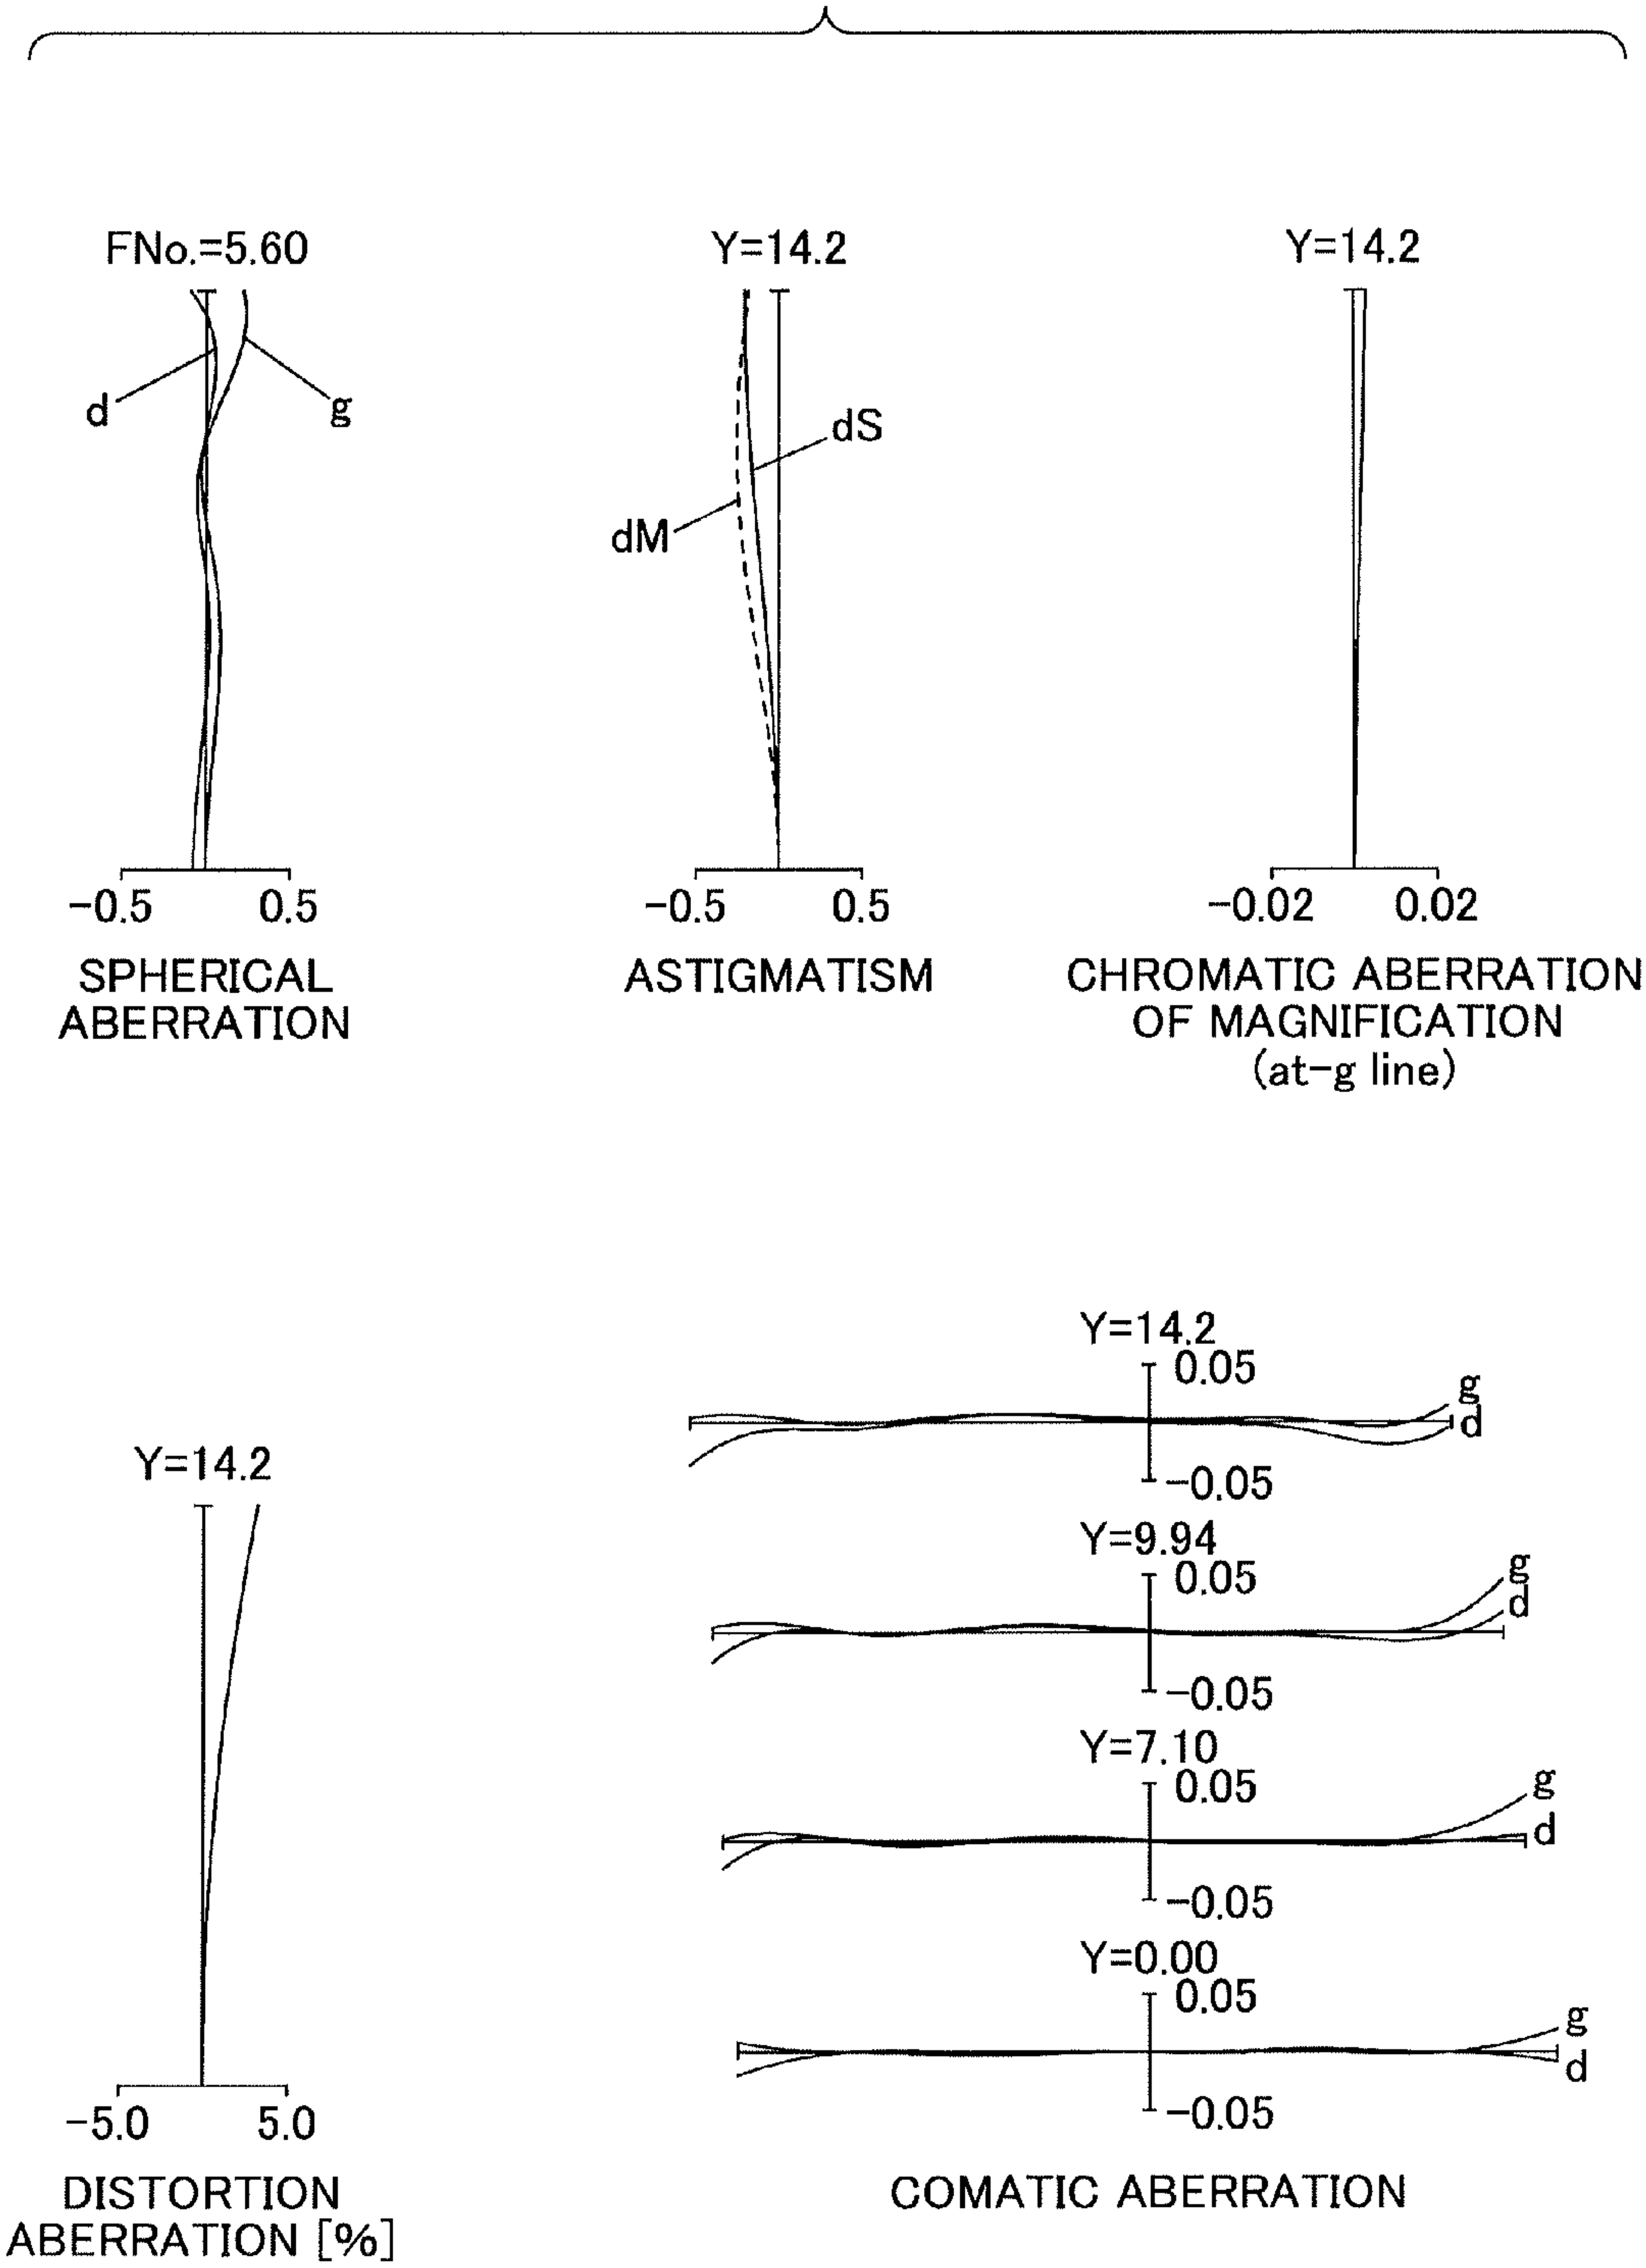 FNo.=5.60
d
g
-0.5
0.5
SPHERICAL
ABERRATION
Y=14.2
dS
dM
-0.5
0.5
ASTIGMATISM
Y=14.2
-0.02
0.02
CHROMATIC ABERRATION
OF MAGNIFICATION
(at-g line)
Y=14.2
-5.0
5.0
DISTORTION
ABERRATION [%]
Y=14.2
0.05
g
d
-0.05
Y=9.94
0.05
g
d
-0.05
Y=7.10
0.05
g
d
-0.05
Y=0.00
0.05
g
d
-0.05
COMATIC ABERRATION